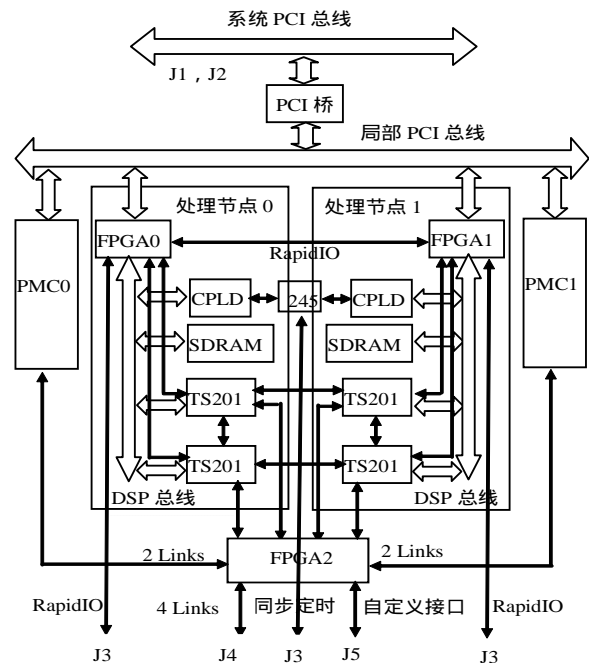 系统 PCI 总线
J1，J2
PCI 桥
局部 PCI 总线
处理节点 0
处理节点 1
FPGA0
FPGA1
RapidIO
PMC0
PMC1
CPLD
245
CPLD
SDRAM
SDRAM
TS201
TS201
TS201
TS201
DSP 总线
DSP 总线
2 Links
FPGA2
2 Links
RapidIO
4 Links
同步定时
自定义接口
RapidIO
J3
J4
J3
J5
J3